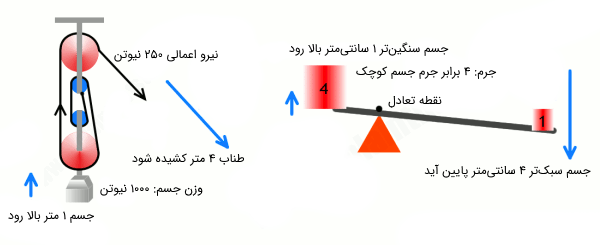 نیرو اعمالی ۲۵۰ نیوتن
طناب ۴ متر کشیده شود
وزن جسم: ۱۰۰۰ نیوتن
جسم ۱ متر بالا رود
جسم سنگین‌تر ۱ سانتی‌متر بالا رود
جرم: ۴ برابر جرم جسم کوچک
4
نقطه تعادل
1
جسم سبک‌تر ۴ سانتی‌متر پایین آید